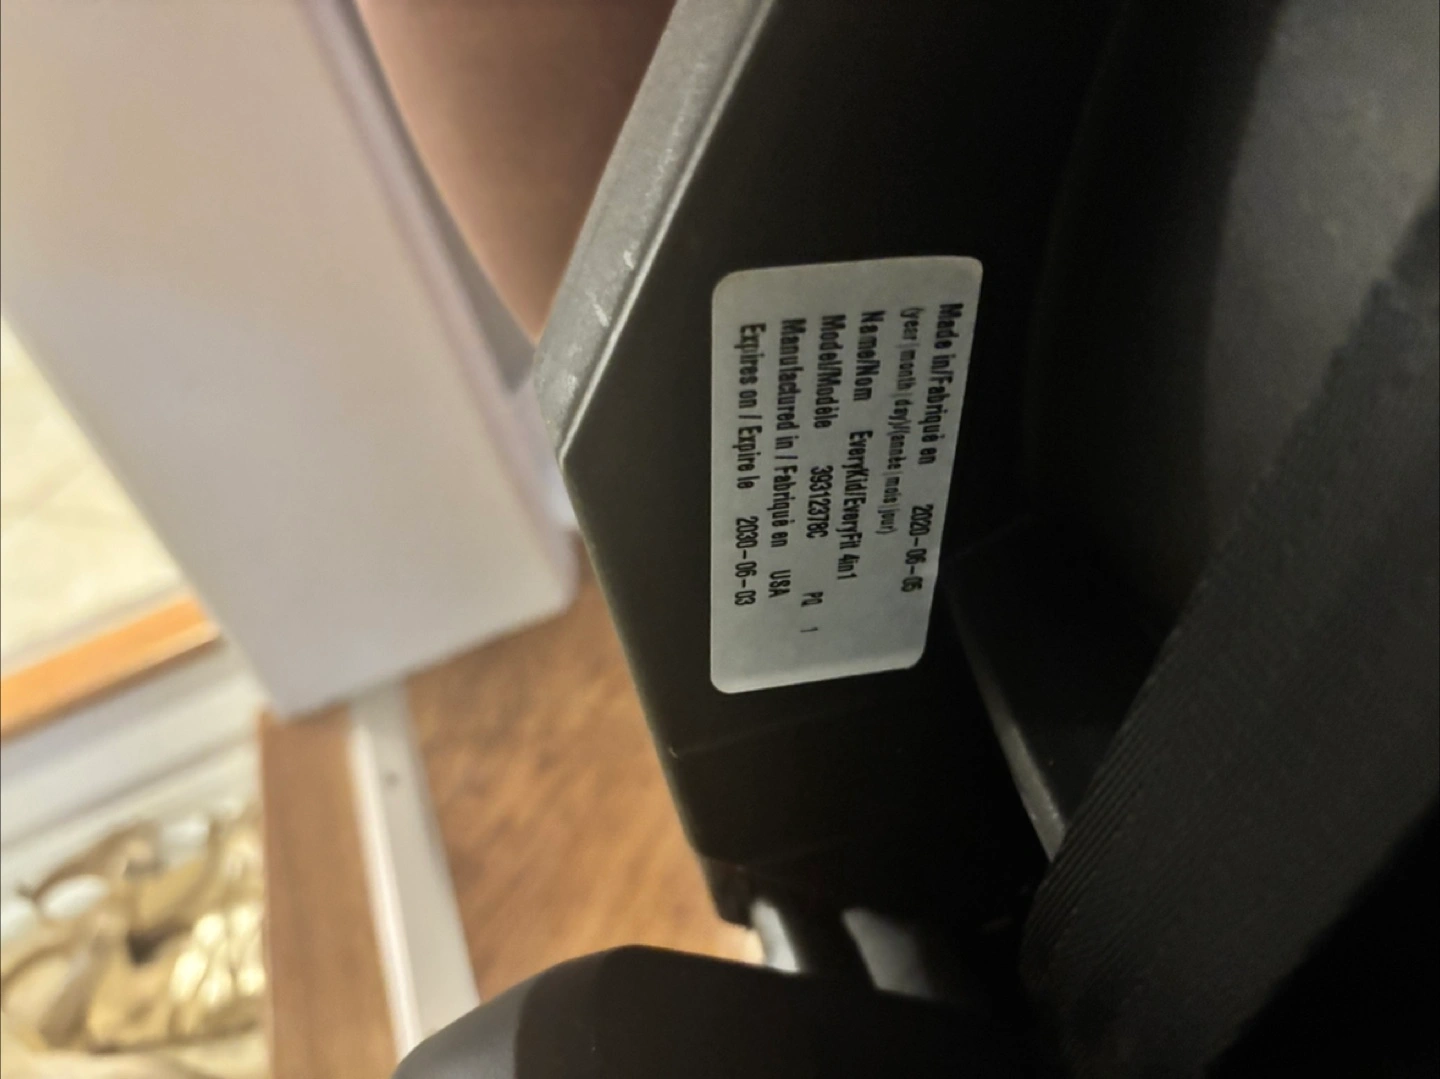 Made in/Fabriqué en 2020-06-05
(year | month | day)/(année | mois | jour)
Name/Nom EveryKid/EveryFit 4in1
Model/Modèle 39312378C PQ 1
Manufactured in / Fabriqué en USA
Expires on / Expire le 2030-06-03